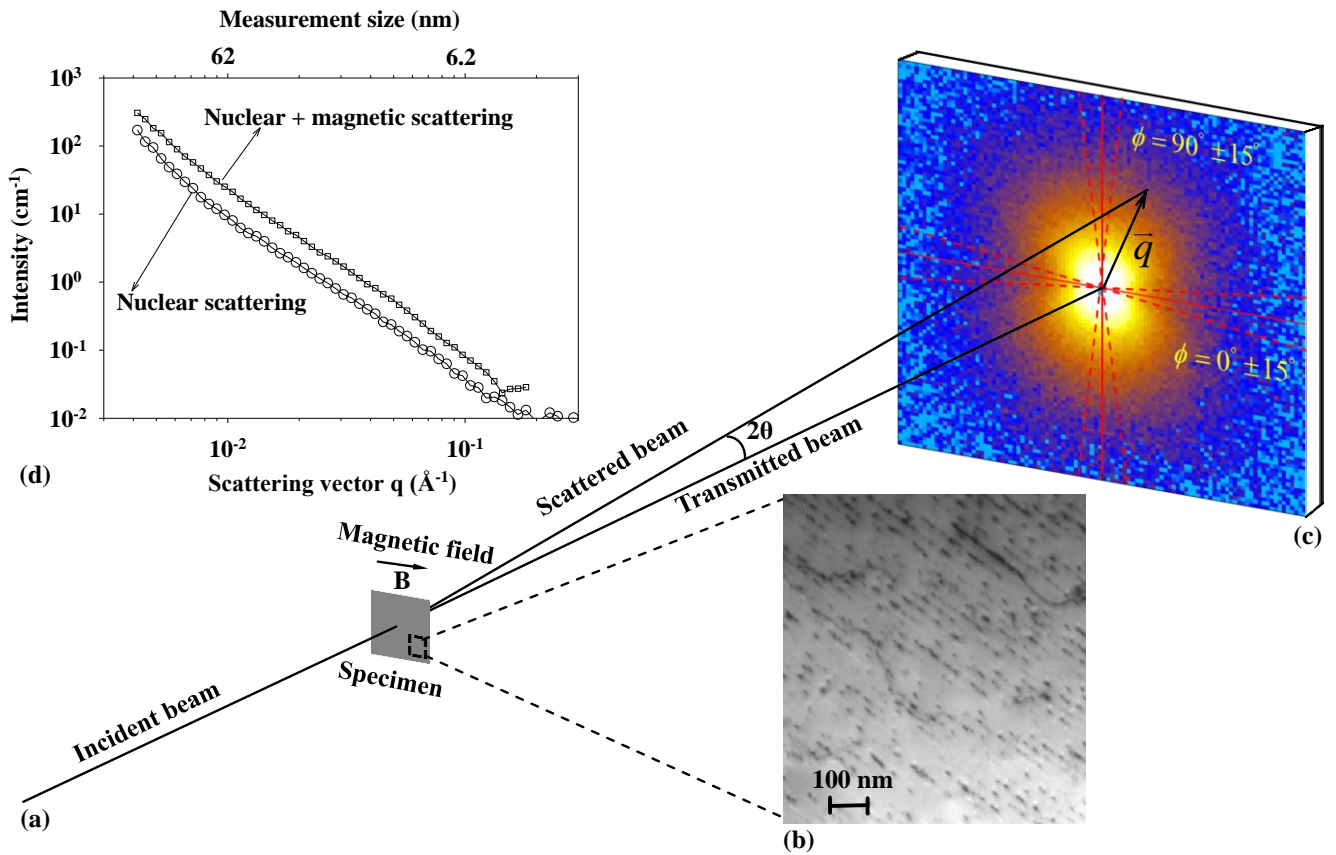 Measurement size (nm)
62 6.2
10³
10²
10¹
10⁰
10⁻¹
10⁻²
Intensity (cm⁻¹)
Nuclear + magnetic scattering
Nuclear scattering
10⁻² 10⁻¹
Scattering vector q (Å⁻¹)
(d)
ϕ = 90° ±15°
q⃗
ϕ = 0° ±15°
(c)
2θ
Scattered beam
Transmitted beam
Magnetic field
B
Specimen
Incident beam
(a)
100 nm
(b)